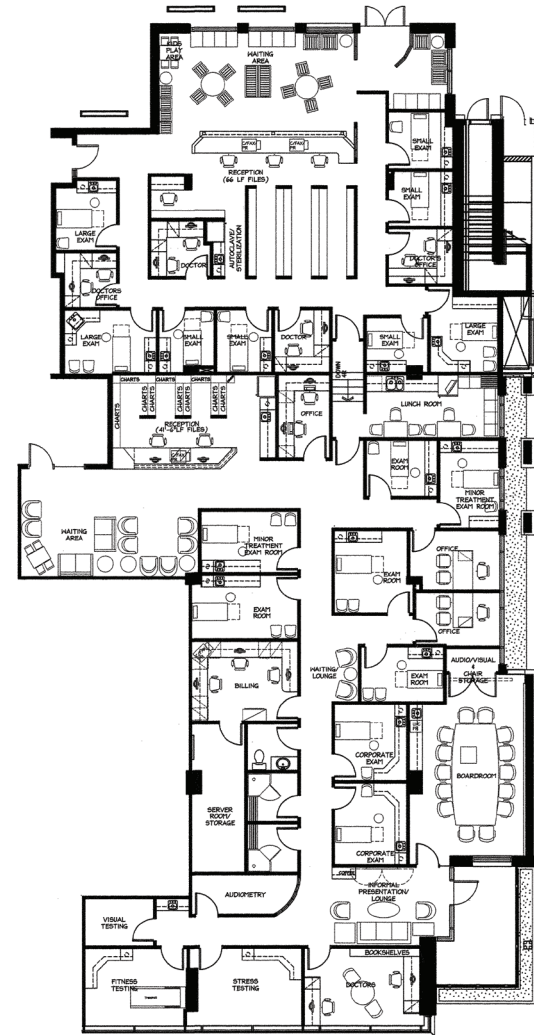 KIDS
PLAY
AREA
WAITING
AREA
SMALL
EXAM
RECEPTION
(66 LF FILES)
SMALL
EXAM
LARGE
EXAM
AUTOCLAVE/
STERILIZATION
DOCTOR
DOCTOR'S
OFFICE
DOCTORS
OFFICE
LARGE
EXAM
SMALL
EXAM
SMALL
EXAM
DOCTOR
SMALL
EXAM
LARGE
EXAM
DOWN
CHARTS
CHARTS
CHARTS
CHARTS
CHARTS
CHARTS
CHARTS
CHARTS
OFFICE
LUNCH ROOM
RECEPTION
(41'-6" LF FILES)
EXAM
ROOM
MINOR
TREATMENT
EXAM ROOM
WAITING
AREA
MINOR
TREATMENT
EXAM ROOM
OFFICE
EXAM
ROOM
EXAM
ROOM
OFFICE
WAITING/
LOUNGE
EXAM
ROOM
AUDIO/VISUAL
&
CHAIR
STORAGE
BILLING
CORPORATE
EXAM
BOARDROOM
SERVER
ROOM/
STORAGE
CORPORATE
EXAM
AUDIOMETRY
INFORMAL
PRESENTATION/
LOUNGE
VISUAL
TESTING
BOOKSHELVES
FITNESS
TESTING
STRESS
TESTING
DOCTORS